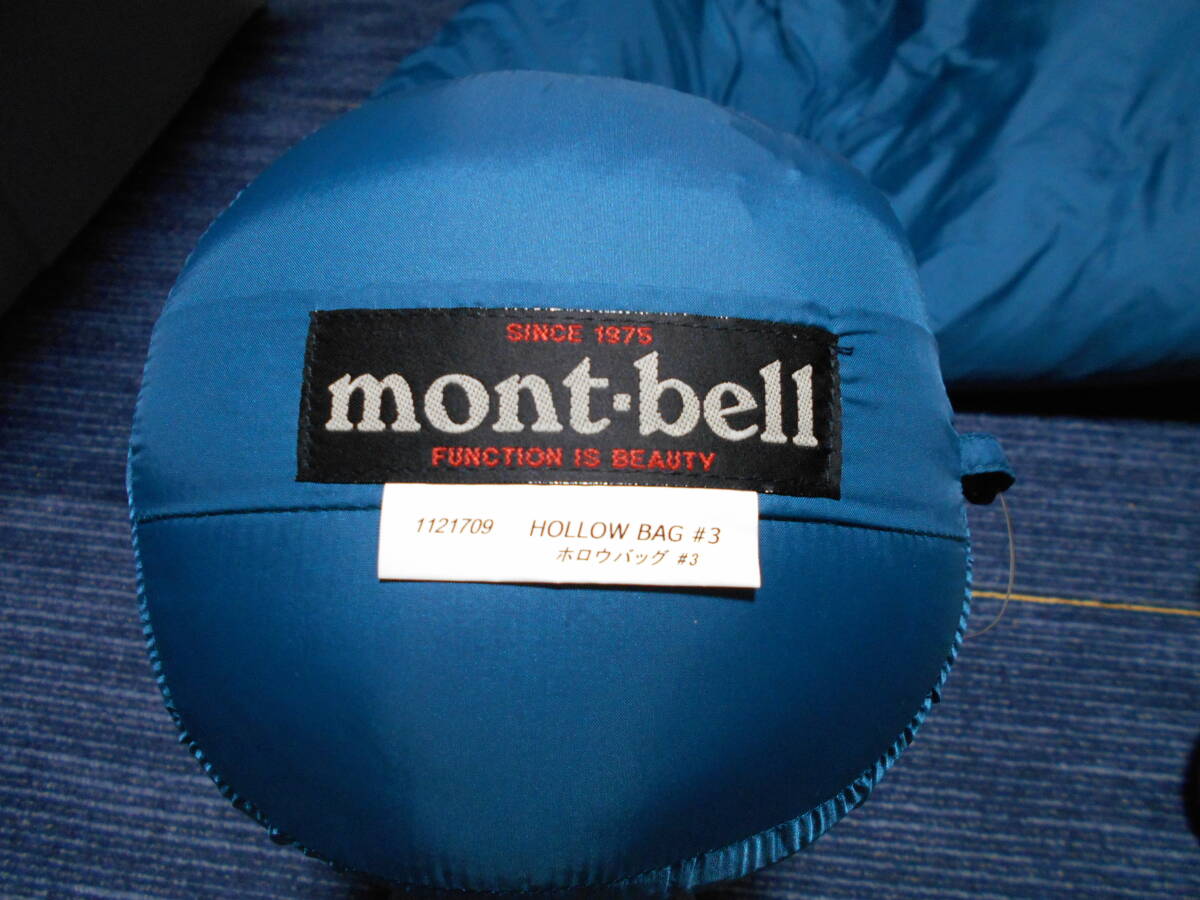 SINCE 1975
mont·bell
FUNCTION IS BEAUTY
1121709 HOLLOW BAG #3
ホロウバッグ #3